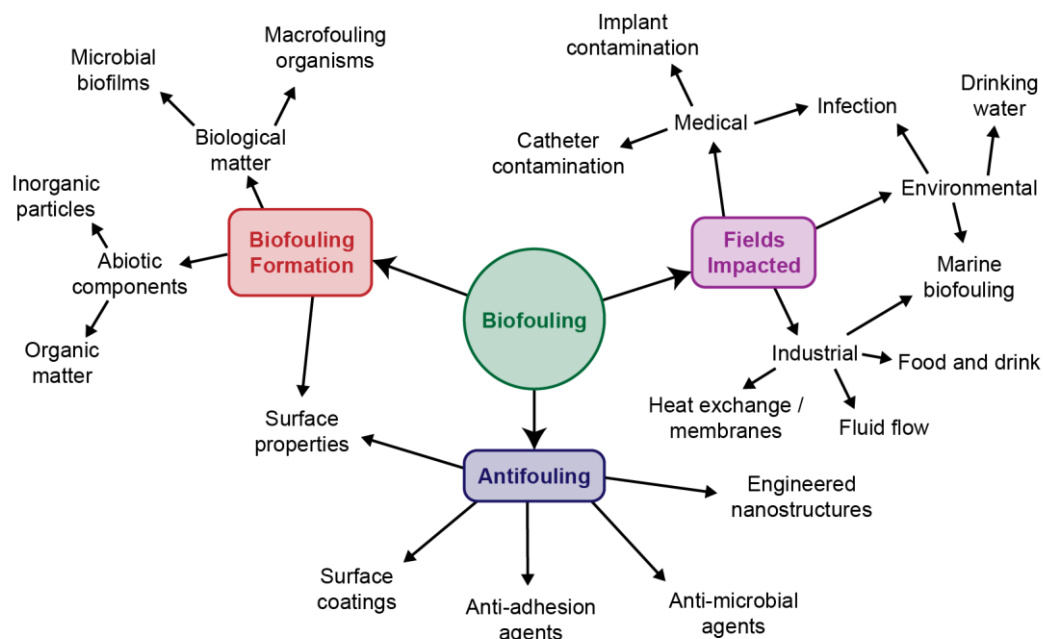 Macrofouling
organisms
Microbial
biofilms
Biological
matter
Inorganic
particles
Abiotic
components
Organic
matter
Biofouling
Formation
Surface
properties
Biofouling
Implant
contamination
Medical
Catheter
contamination
Infection
Drinking
water
Environmental
Fields
Impacted
Marine
biofouling
Industrial
Food and drink
Heat exchange /
membranes
Fluid flow
Antifouling
Engineered
nanostructures
Surface
coatings
Anti-adhesion
agents
Anti-microbial
agents